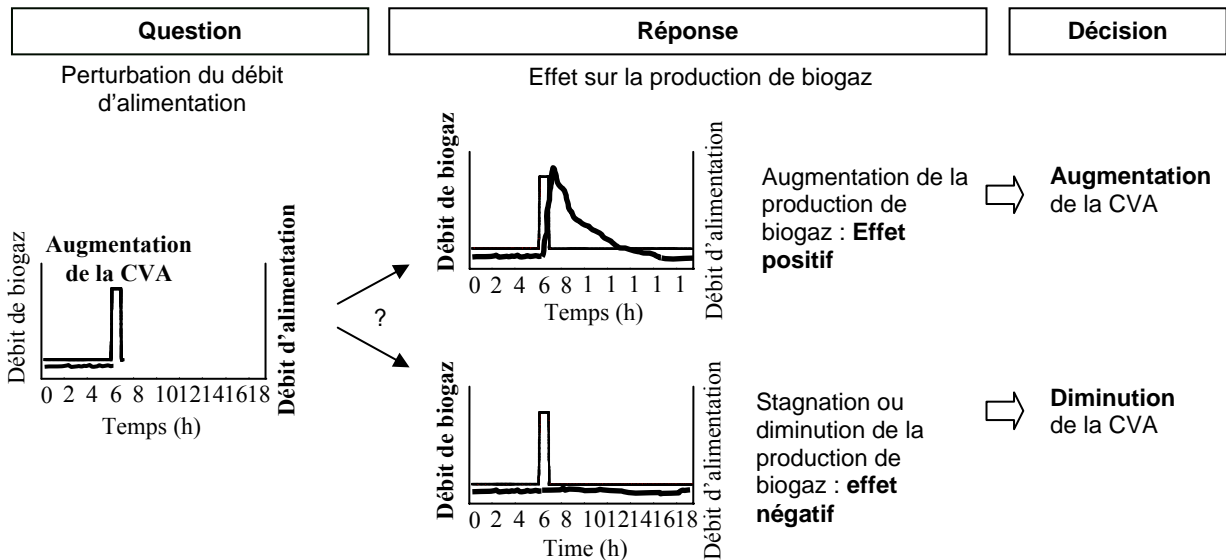 Question
Réponse
Décision
Perturbation du débit
d'alimentation
Effet sur la production de biogaz
Débit de biogaz
Augmentation
de la CVA
Débit d'alimentation
0 2 4 6 8 1012141618
Temps (h)
?
Débit de biogaz
Débit d'alimentation
0 2 4 6 8 1 1 1 1 1
Temps (h)
Augmentation de la
production de
biogaz : Effet
positif
Augmentation
de la CVA
Débit de biogaz
Débit d'alimentation
0 2 4 6 8 1012141618
Time (h)
Stagnation ou
diminution de la
production de
biogaz : effet
négatif
Diminution
de la CVA